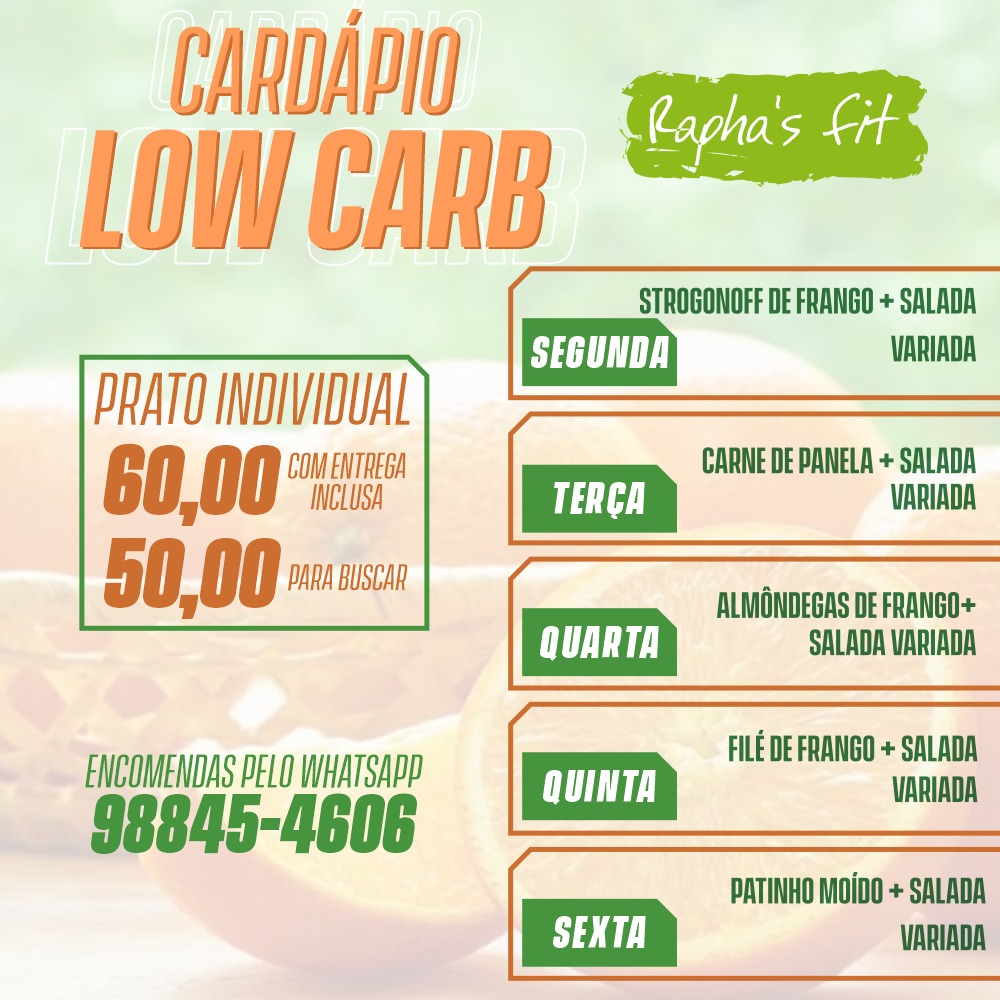 CARDÁPIO
LOW CARB
Rapha's fit
PRATO INDIVIDUAL
60,00 COM ENTREGA
INCLUSA
50,00 PARA BUSCAR
ENCOMENDAS PELO WHATSAPP
98845-4606
STROGONOFF DE FRANGO + SALADA
VARIADA
SEGUNDA
CARNE DE PANELA + SALADA
VARIADA
TERÇA
ALMÔNDEGAS DE FRANGO+
SALADA VARIADA
QUARTA
FILÉ DE FRANGO + SALADA
VARIADA
QUINTA
PATINHO MOÍDO + SALADA
VARIADA
SEXTA